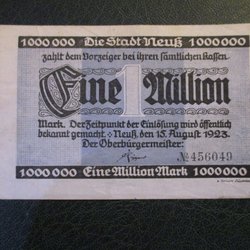 1000000 Die Stadt Neuß 1000000
zahlt dem Vorzeiger bei ihren sämtlichen Kassen
1
Eine Million
Mark. Der Zeitpunkt der Einlösung wird öffentlich
bekannt gemacht. Neuß, den 15. August 1923.
Der Oberbürgermeister:
№ 456049
1000000 Eine Million Mark 1000000